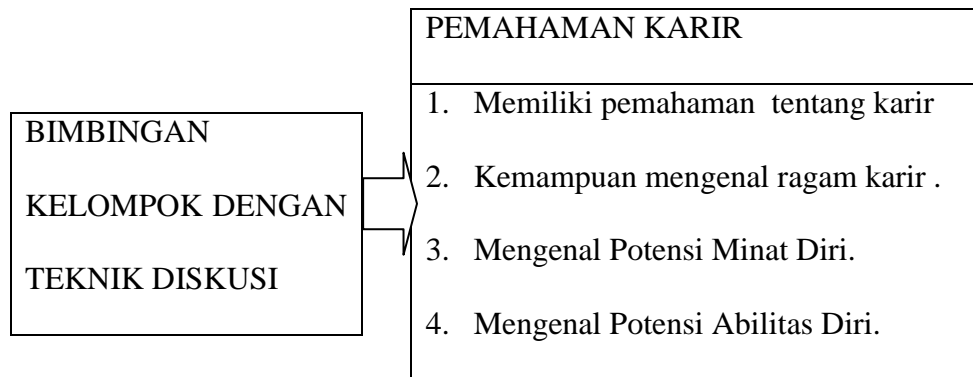 BIMBINGAN
KELOMPOK DENGAN
TEKNIK DISKUSI
PEMAHAMAN KARIR
1. Memiliki pemahaman tentang karir
2. Kemampuan mengenal ragam karir .
3. Mengenal Potensi Minat Diri.
4. Mengenal Potensi Abilitas Diri.